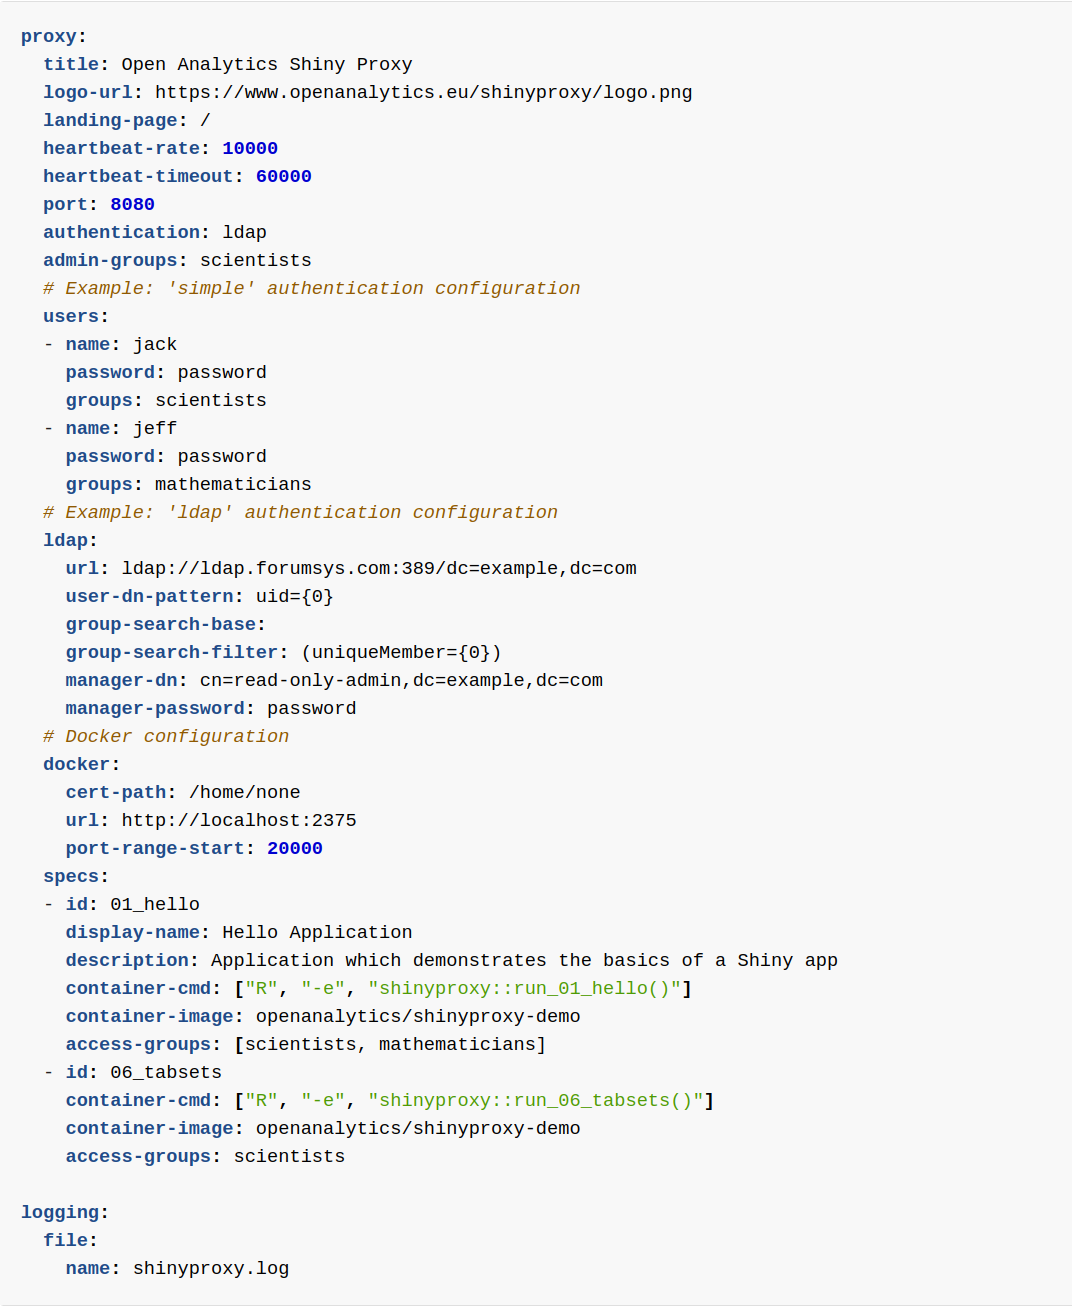 proxy:
  title: Open Analytics Shiny Proxy
  logo-url: https://www.openanalytics.eu/shinyproxy/logo.png
  landing-page: /
  heartbeat-rate: 10000
  heartbeat-timeout: 60000
  port: 8080
  authentication: ldap
  admin-groups: scientists
  # Example: 'simple' authentication configuration
  users:
  - name: jack
    password: password
    groups: scientists
  - name: jeff
    password: password
    groups: mathematicians
  # Example: 'ldap' authentication configuration
  ldap:
    url: ldap://ldap.forumsys.com:389/dc=example,dc=com
    user-dn-pattern: uid={0}
    group-search-base:
    group-search-filter: (uniqueMember={0})
    manager-dn: cn=read-only-admin,dc=example,dc=com
    manager-password: password
  # Docker configuration
  docker:
    cert-path: /home/none
    url: http://localhost:2375
    port-range-start: 20000
  specs:
  - id: 01_hello
    display-name: Hello Application
    description: Application which demonstrates the basics of a Shiny app
    container-cmd: ["R", "-e", "shinyproxy::run_01_hello()"]
    container-image: openanalytics/shinyproxy-demo
    access-groups: [scientists, mathematicians]
  - id: 06_tabsets
    container-cmd: ["R", "-e", "shinyproxy::run_06_tabsets()"]
    container-image: openanalytics/shinyproxy-demo
    access-groups: scientists

logging:
  file:
    name: shinyproxy.log